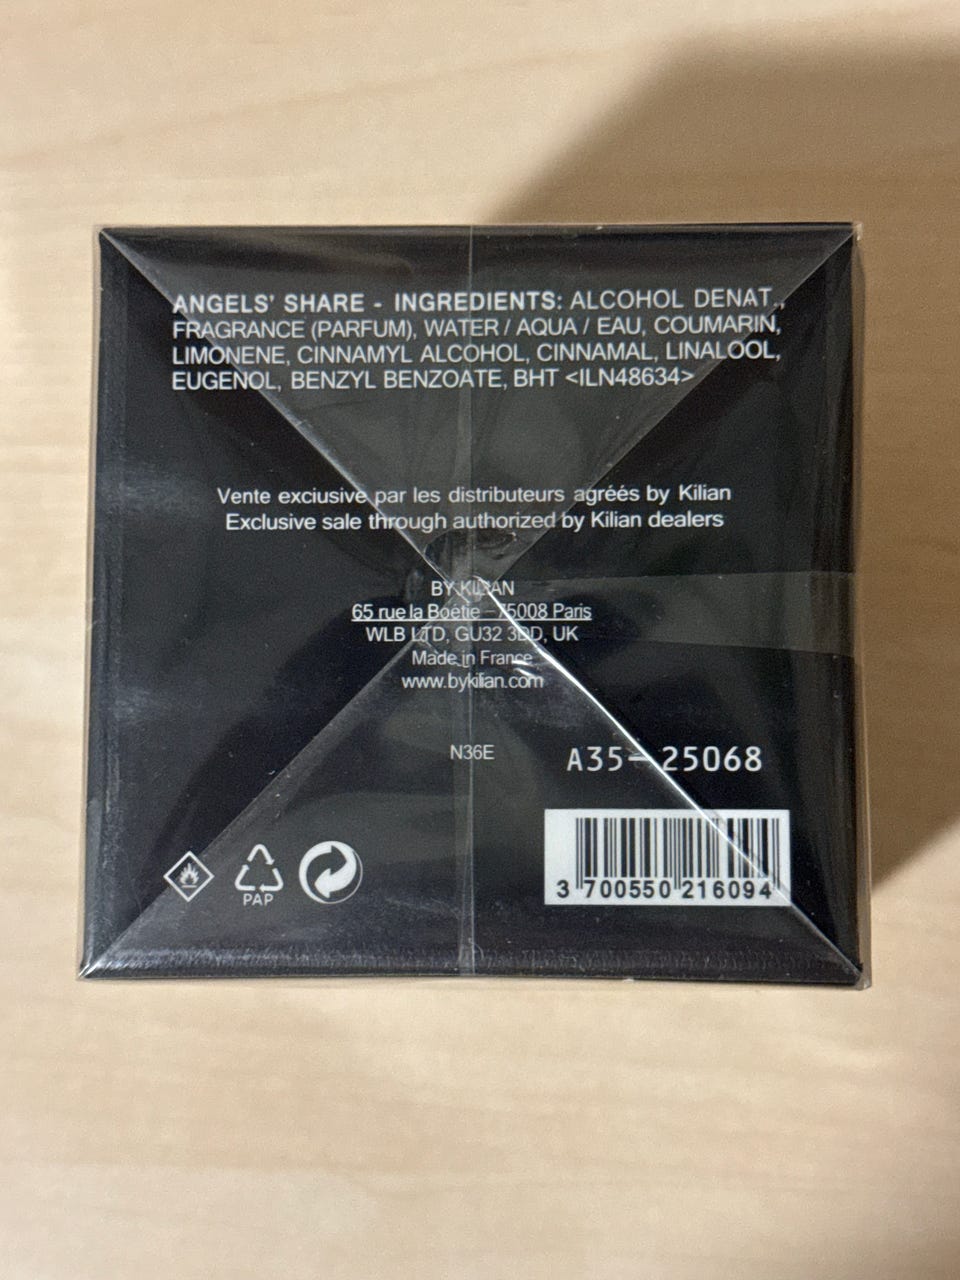 ANGELS' SHARE - INGREDIENTS: ALCOHOL DENAT.,
FRAGRANCE (PARFUM), WATER / AQUA / EAU, COUMARIN,
LIMONENE, CINNAMYL ALCOHOL, CINNAMAL, LINALOOL,
EUGENOL, BENZYL BENZOATE, BHT <ILN48634>
Vente exclusive par les distributeurs agréés by Kilian
Exclusive sale through authorized by Kilian dealers
BY KILIAN
65 rue la Boétie – 75008 Paris
WLB LTD, GU32 3DD, UK
Made in France
www.bykilian.com
N36E
A35-25068
PAP
3 700550 216094